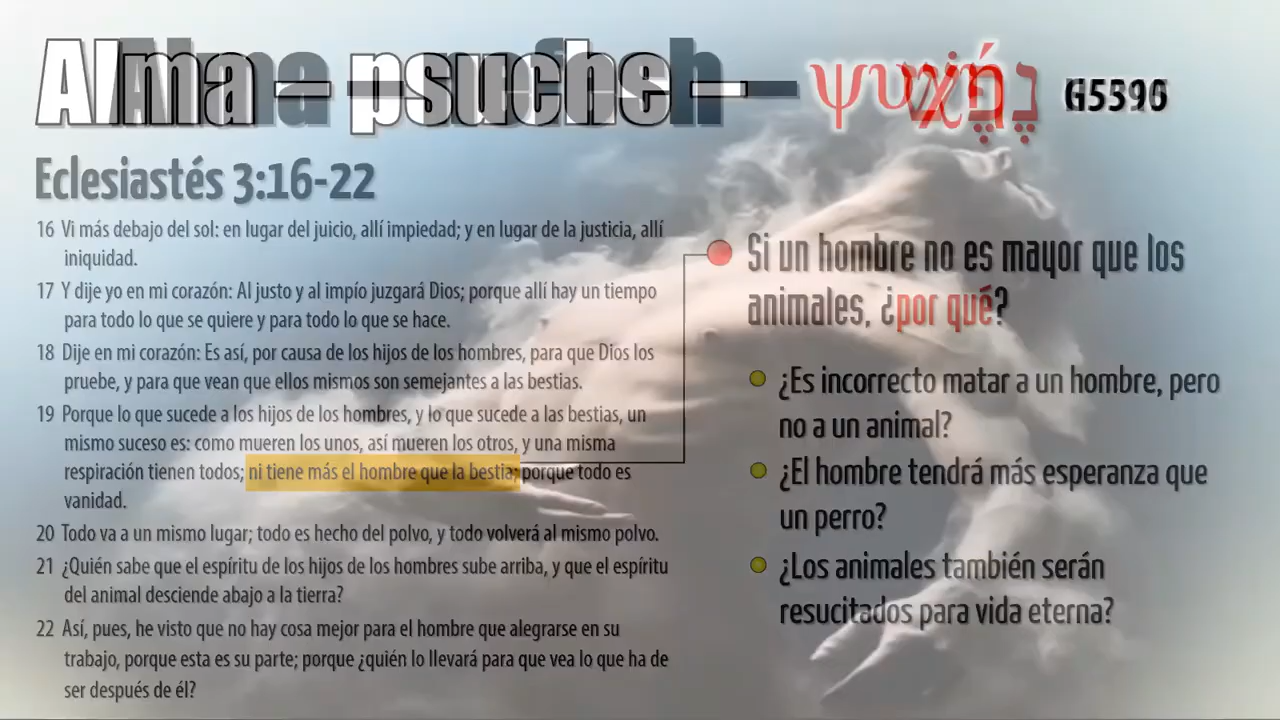 Alma – psuche –
ψυχή
Eclesiastés 3:16-22
16 Vi más debajo del sol: en lugar del juicio, allí impiedad; y en lugar de la justicia, allí
iniquidad.
17 Y dije yo en mi corazón: Al justo y al impío juzgará Dios; porque allí hay un tiempo
para todo lo que se quiere y para todo lo que se hace.
18 Dije en mi corazón: Es así, por causa de los hijos de los hombres, para que Dios los
pruebe, y para que vean que ellos mismos son semejantes a las bestias.
19 Porque lo que sucede a los hijos de los hombres, y lo que sucede a las bestias, un
mismo suceso es: como mueren los unos, así mueren los otros, y una misma
respiración tienen todos; ni tiene más el hombre que la bestia; porque todo es
vanidad.
20 Todo va a un mismo lugar; todo es hecho del polvo, y todo volverá al mismo polvo.
21 ¿Quién sabe que el espíritu de los hijos de los hombres sube arriba, y que el espíritu
del animal desciende abajo a la tierra?
22 Así, pues, he visto que no hay cosa mejor para el hombre que alegrarse en su
trabajo, porque esta es su parte; porque ¿quién lo llevará para que vea lo que ha de
ser después de él?
Si un hombre no es mayor que los
animales, ¿por qué?
¿Es incorrecto matar a un hombre, pero
no a un animal?
¿El hombre tendrá más esperanza que
un perro?
¿Los animales también serán
resucitados para vida eterna?